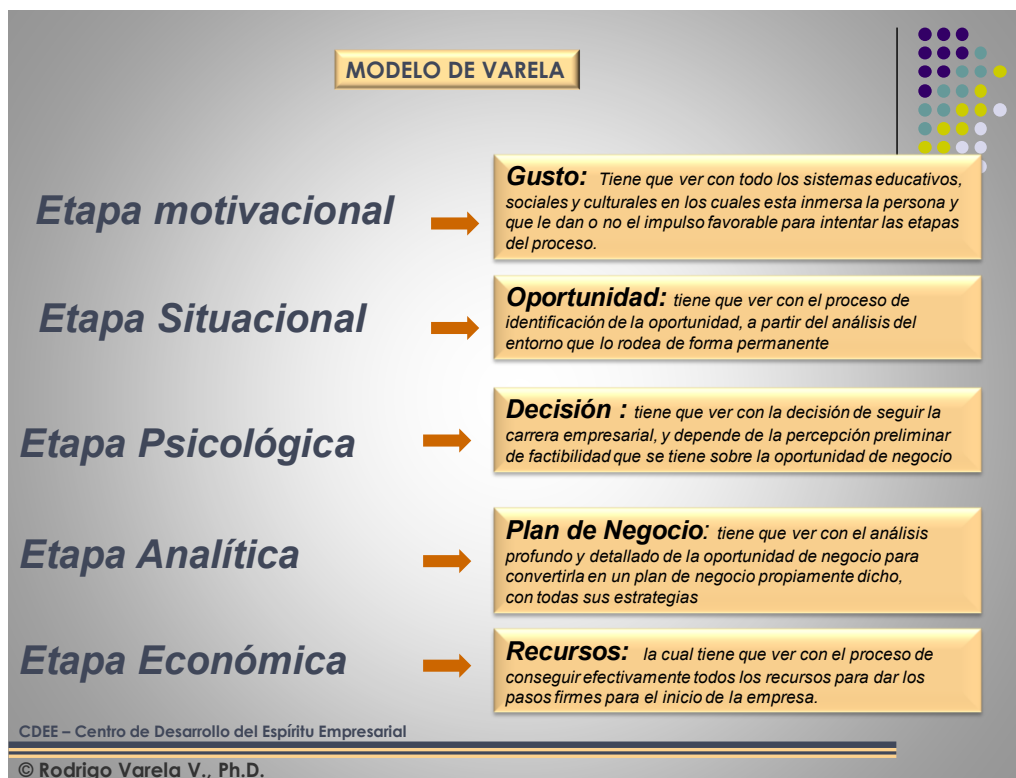 MODELO DE VARELA
Etapa motivacional
Gusto: Tiene que ver con todo los sistemas educativos,
sociales y culturales en los cuales esta inmersa la persona y
que le dan o no el impulso favorable para intentar las etapas
del proceso.
Etapa Situacional
Oportunidad: tiene que ver con el proceso de
identificación de la oportunidad, a partir del análisis del
entorno que lo rodea de forma permanente
Etapa Psicológica
Decisión : tiene que ver con la decisión de seguir la
carrera empresarial, y depende de la percepción preliminar
de factibilidad que se tiene sobre la oportunidad de negocio
Etapa Analítica
Plan de Negocio: tiene que ver con el análisis
profundo y detallado de la oportunidad de negocio para
convertirla en un plan de negocio propiamente dicho,
con todas sus estrategias
Etapa Económica
Recursos: la cual tiene que ver con el proceso de
conseguir efectivamente todos los recursos para dar los
pasos firmes para el inicio de la empresa.
CDEE – Centro de Desarrollo del Espíritu Empresarial
© Rodrigo Varela V., Ph.D.